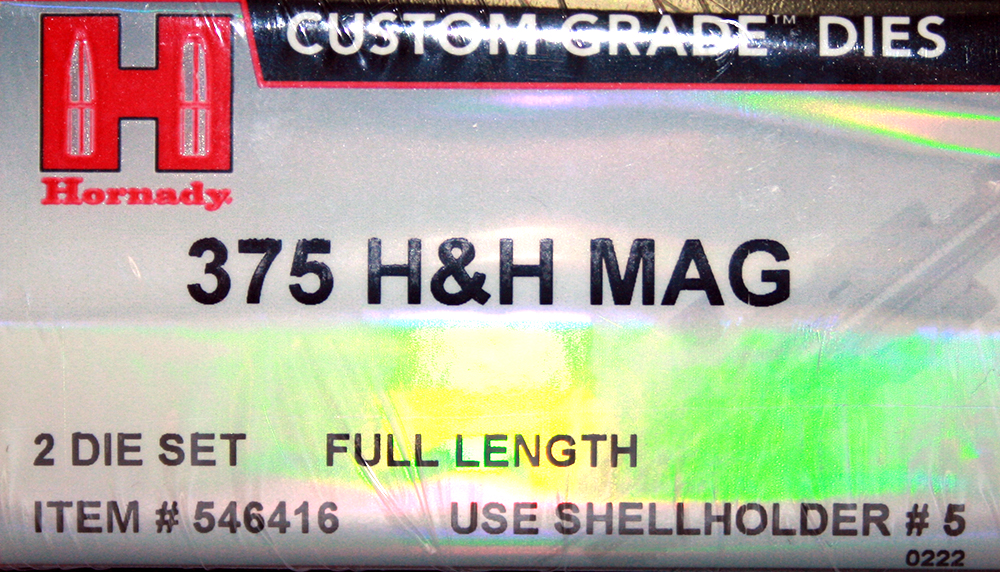 CUSTOM GRADE™ DIES
Hornady
375 H&H MAG
2 DIE SET FULL LENGTH
ITEM # 546416 USE SHELLHOLDER # 5
0222